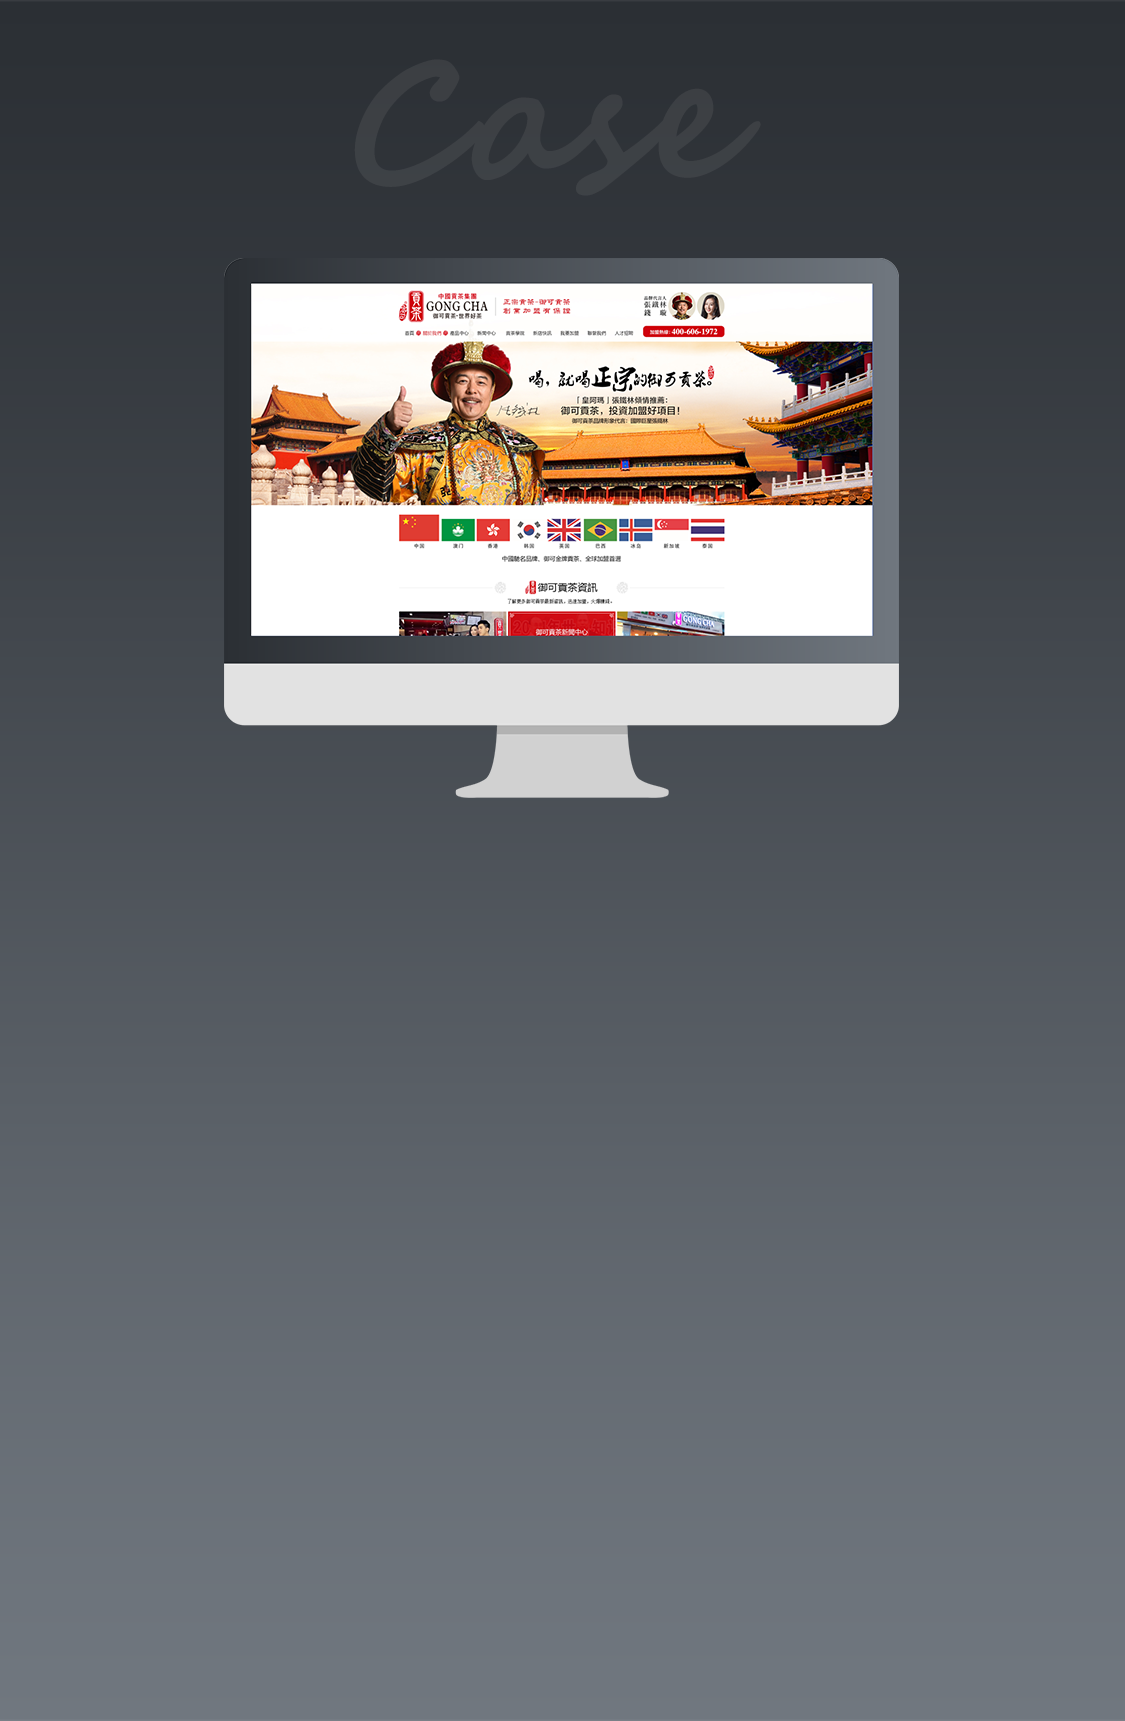 Case
中國貢茶集團
貢茶
GONG CHA
御可貢茶·世界好茶
正宗貢茶·御可貢茶
創業加盟有保證
品牌代言人
張鐵林
錢 璇
首頁 關於我們 產品中心 新聞中心 貢茶學院 新店快訊 我要加盟 聯繫我們 人才招聘
加盟熱線: 400-606-1972
喝，就喝正宗的御可贡茶。
「皇阿瑪」張鐵林傾情推薦：
御可貢茶，投資加盟好項目！
御可貢茶品牌形象代言：國際巨星張鐵林
中国 澳门 香港 韩国 英国 巴西 冰岛 新加坡 泰国
中國馳名品牌、御可金牌貢茶、全球加盟首選
御可貢茶資訊
了解更多御可貢茶最新資訊，迅速加盟，火爆賺錢。
御可貢茶新聞中心
GONG CHA